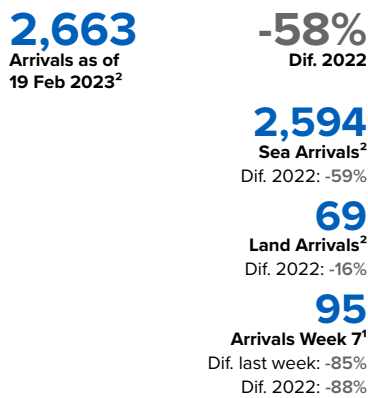 2,663
Arrivals as of
19 Feb 2023²
-58%
Dif. 2022
2,594
Sea Arrivals²
Dif. 2022: -59%
69
Land Arrivals²
Dif. 2022: -16%
95
Arrivals Week 7¹
Dif. last week: -85%
Dif. 2022: -88%